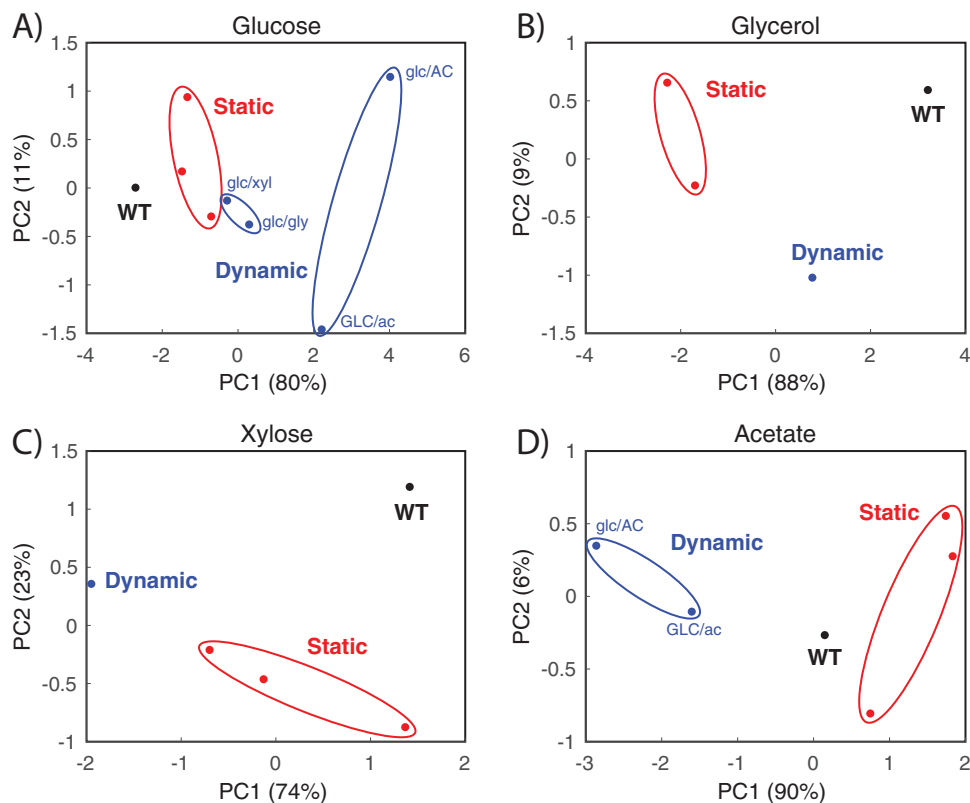 A)
Glucose
1.5
1
0.5
0
-0.5
-1
-1.5
PC2 (11%)
Static
glc/AC
WT
glc/xyl
glc/gly
Dynamic
GLC/ac
-4
-2
0
2
4
6
PC1 (80%)
B)
Glycerol
1
0.5
0
-0.5
-1
-1.5
PC2 (9%)
Static
WT
Dynamic
-4
-2
0
2
4
PC1 (88%)
C)
Xylose
1.5
1
0.5
0
-0.5
-1
PC2 (23%)
WT
Dynamic
Static
-2
-1
0
1
2
PC1 (74%)
D)
Acetate
1
0.5
0
0.5
-1
PC2 (6%)
glc/AC
Dynamic
Static
GLC/ac
WT
-3
-2
-1
0
1
2
PC1 (90%)